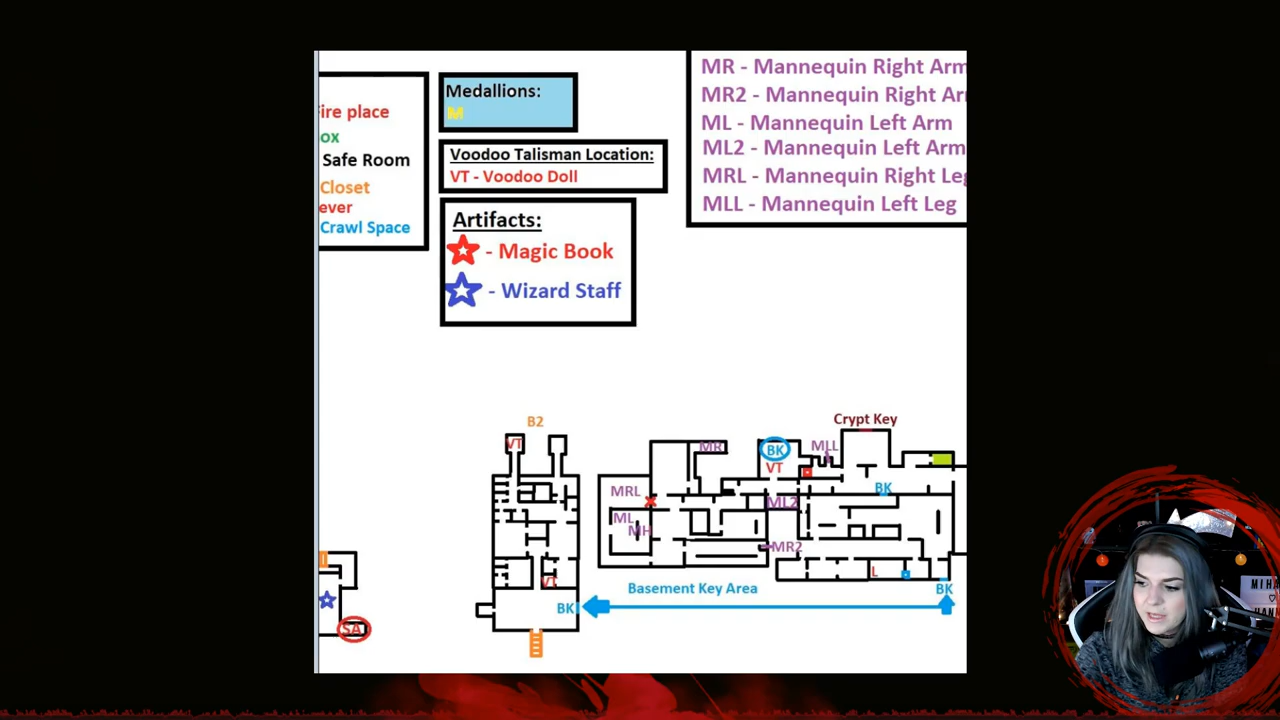 ire place
ox
Safe Room
Closet
ever
Crawl Space
Medallions:
M
Voodoo Talisman Location:
VT - Voodoo Doll
Artifacts:
- Magic Book
- Wizard Staff
MR - Mannequin Right Arm
MR2 - Mannequin Right Ar
ML - Mannequin Left Arm
ML2 - Mannequin Left Arm
MRL - Mannequin Right Leg
MLL - Mannequin Left Leg
B2
VT
VT
BK
SA
Crypt Key
MR
BK
MLL
VT
BK
MRL
ML2
ML
MH
MR2
L
Basement Key Area
BK
MIHA